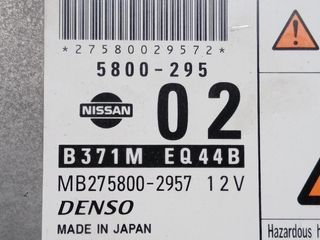 *27580029572*
5800-295
NISSAN
02
B371M EQ44B
MB275800-2957 12V
DENSO
MADE IN JAPAN
Hazardous